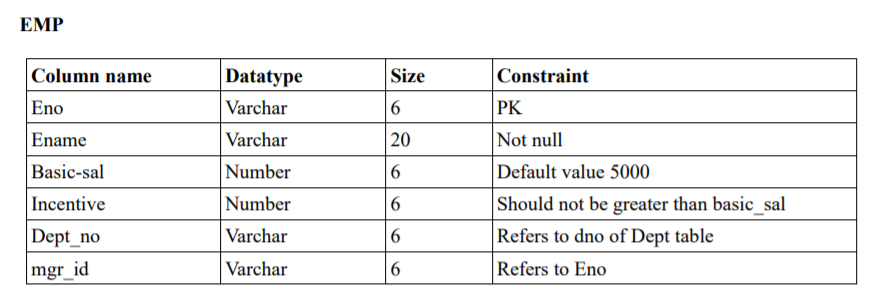 EMP
Column name Datatype Size Constraint
Eno Varchar 6 PK
Ename Varchar 20 Not null
Basic-sal Number 6 Default value 5000
Incentive Number 6 Should not be greater than basic_sal
Dept_no Varchar 6 Refers to dno of Dept table
mgr_id Varchar 6 Refers to Eno